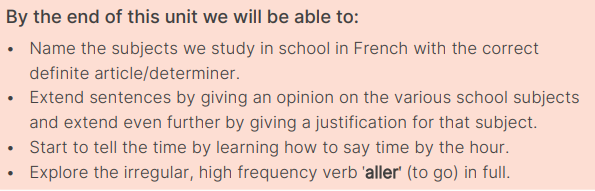 By the end of this unit we will be able to:
• Name the subjects we study in school in French with the correct
definite article/determiner.
• Extend sentences by giving an opinion on the various school subjects
and extend even further by giving a justification for that subject.
• Start to tell the time by learning how to say time by the hour.
• Explore the irregular, high frequency verb 'aller' (to go) in full.